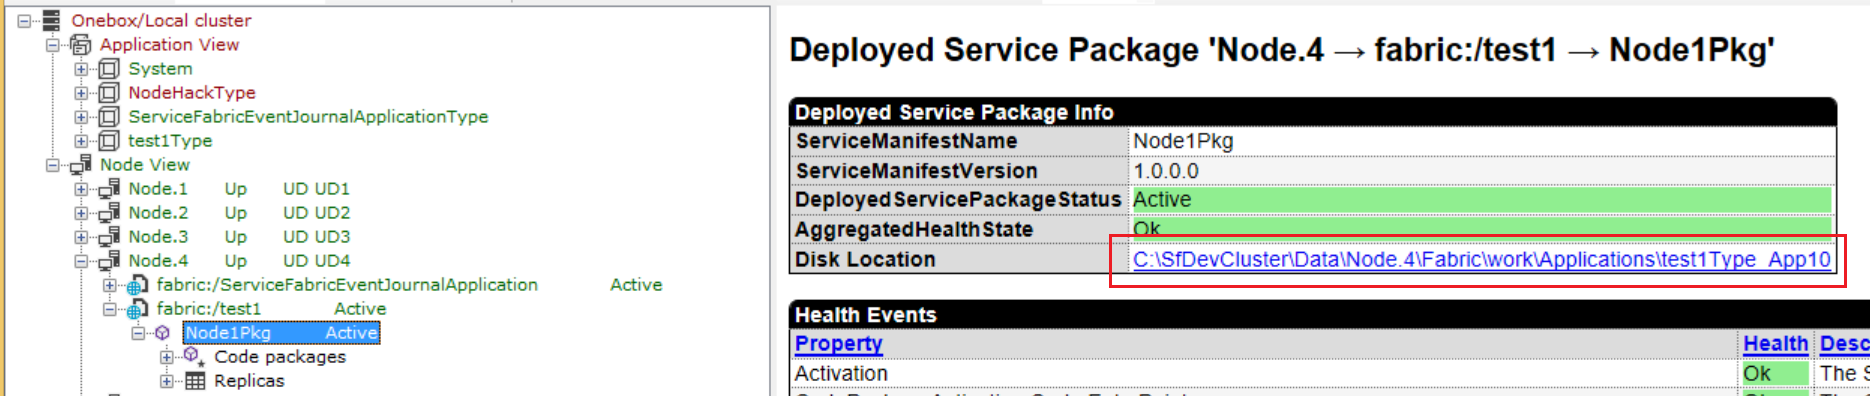 Onebox/Local cluster
Application View
System
NodeHackType
ServiceFabricEventJournalApplicationType
test1Type
Node View
Node.1 Up UD UD1
Node.2 Up UD UD2
Node.3 Up UD UD3
Node.4 Up UD UD4
fabric:/ServiceFabricEventJournalApplication Active
fabric:/test1 Active
Node1Pkg Active
Code packages
Replicas
Deployed Service Package 'Node.4 → fabric:/test1 → Node1Pkg'
Deployed Service Package Info
ServiceManifestName Node1Pkg
ServiceManifestVersion 1.0.0.0
DeployedServicePackageStatus Active
AggregatedHealthState Ok
Disk Location C:\SfDevCluster\Data\Node.4\Fabric\work\Applications\test1Type_App10
Health Events
Property Health Desc
Activation Ok The S